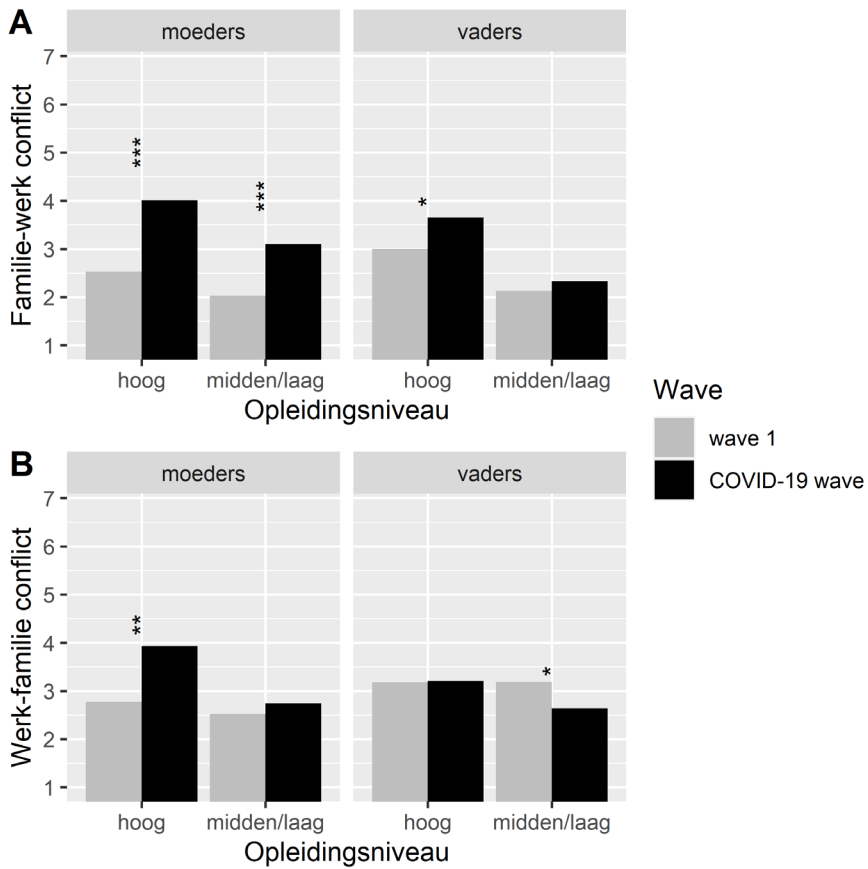 A
moeders vaders
Familie-werk conflict
7
6
5
4
3
2
1
***
***
*
hoog midden/laag hoog midden/laag
Opleidingsniveau
Wave
wave 1
COVID-19 wave
B
moeders vaders
Werk-familie conflict
7
6
5
4
3
2
1
**
*
hoog midden/laag hoog midden/laag
Opleidingsniveau